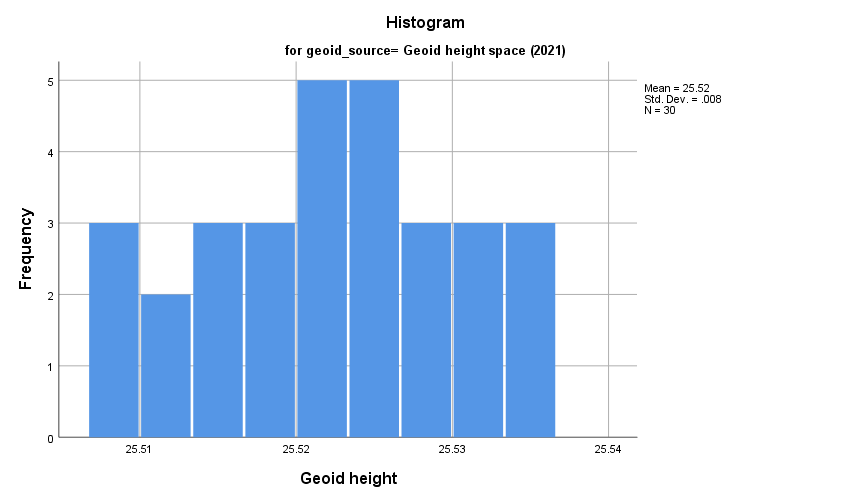 Histogram
for geoid_source= Geoid height space (2021)
Mean = 25.52
Std. Dev. = .008
N = 30
Frequency
5
4
3
2
1
0
25.51 25.52 25.53 25.54
Geoid height